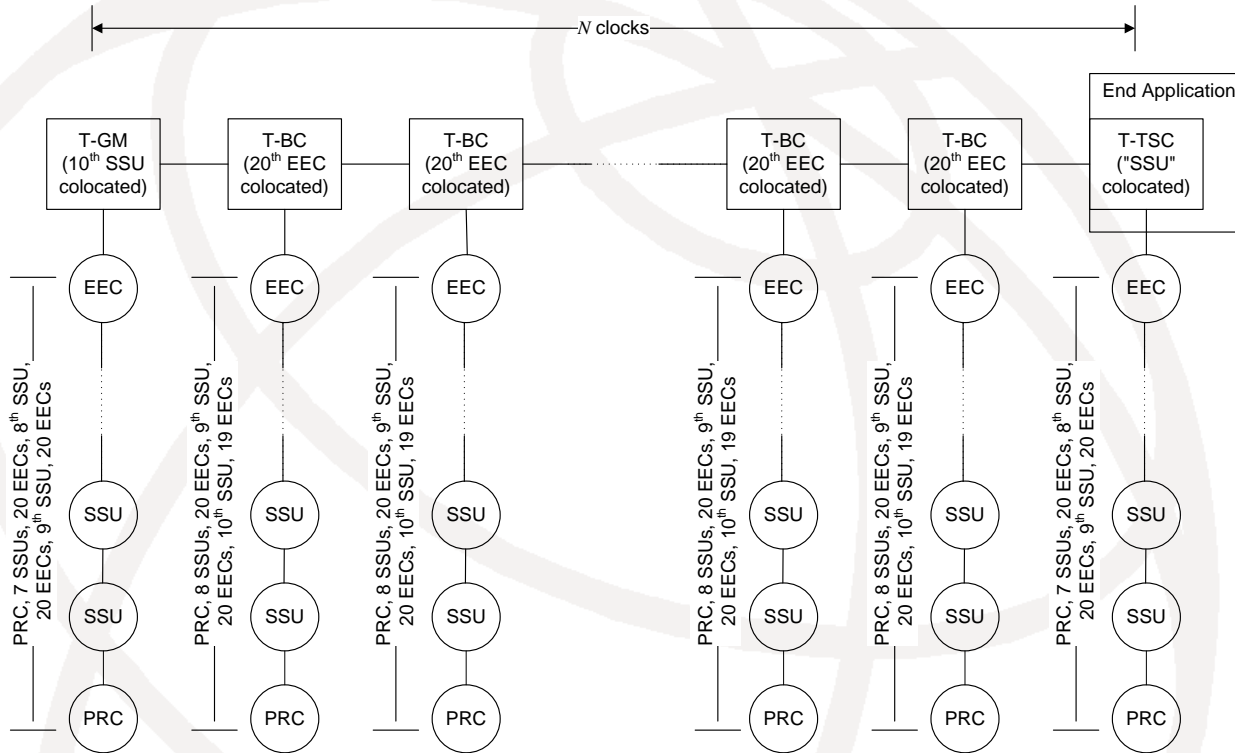 N clocks
End Application
T-GM
(10th SSU
colocated)
T-BC
(20th EEC
colocated)
T-BC
(20th EEC
colocated)
T-BC
(20th EEC
colocated)
T-BC
(20th EEC
colocated)
T-TSC
("SSU"
colocated)
EEC
EEC
EEC
EEC
EEC
EEC
PRC, 7 SSUs, 20 EECs, 8th SSU,
20 EECs, 9th SSU, 20 EECs
PRC, 8 SSUs, 20 EECs, 9th SSU,
20 EECs, 10th SSU, 19 EECs
PRC, 8 SSUs, 20 EECs, 9th SSU,
20 EECs, 10th SSU, 19 EECs
PRC, 8 SSUs, 20 EECs, 9th SSU,
20 EECs, 10th SSU, 19 EECs
PRC, 8 SSUs, 20 EECs, 9th SSU,
20 EECs, 10th SSU, 19 EECs
PRC, 7 SSUs, 20 EECs, 8th SSU,
20 EECs, 9th SSU, 20 EECs
SSU
SSU
SSU
SSU
SSU
SSU
SSU
SSU
SSU
SSU
SSU
SSU
PRC
PRC
PRC
PRC
PRC
PRC